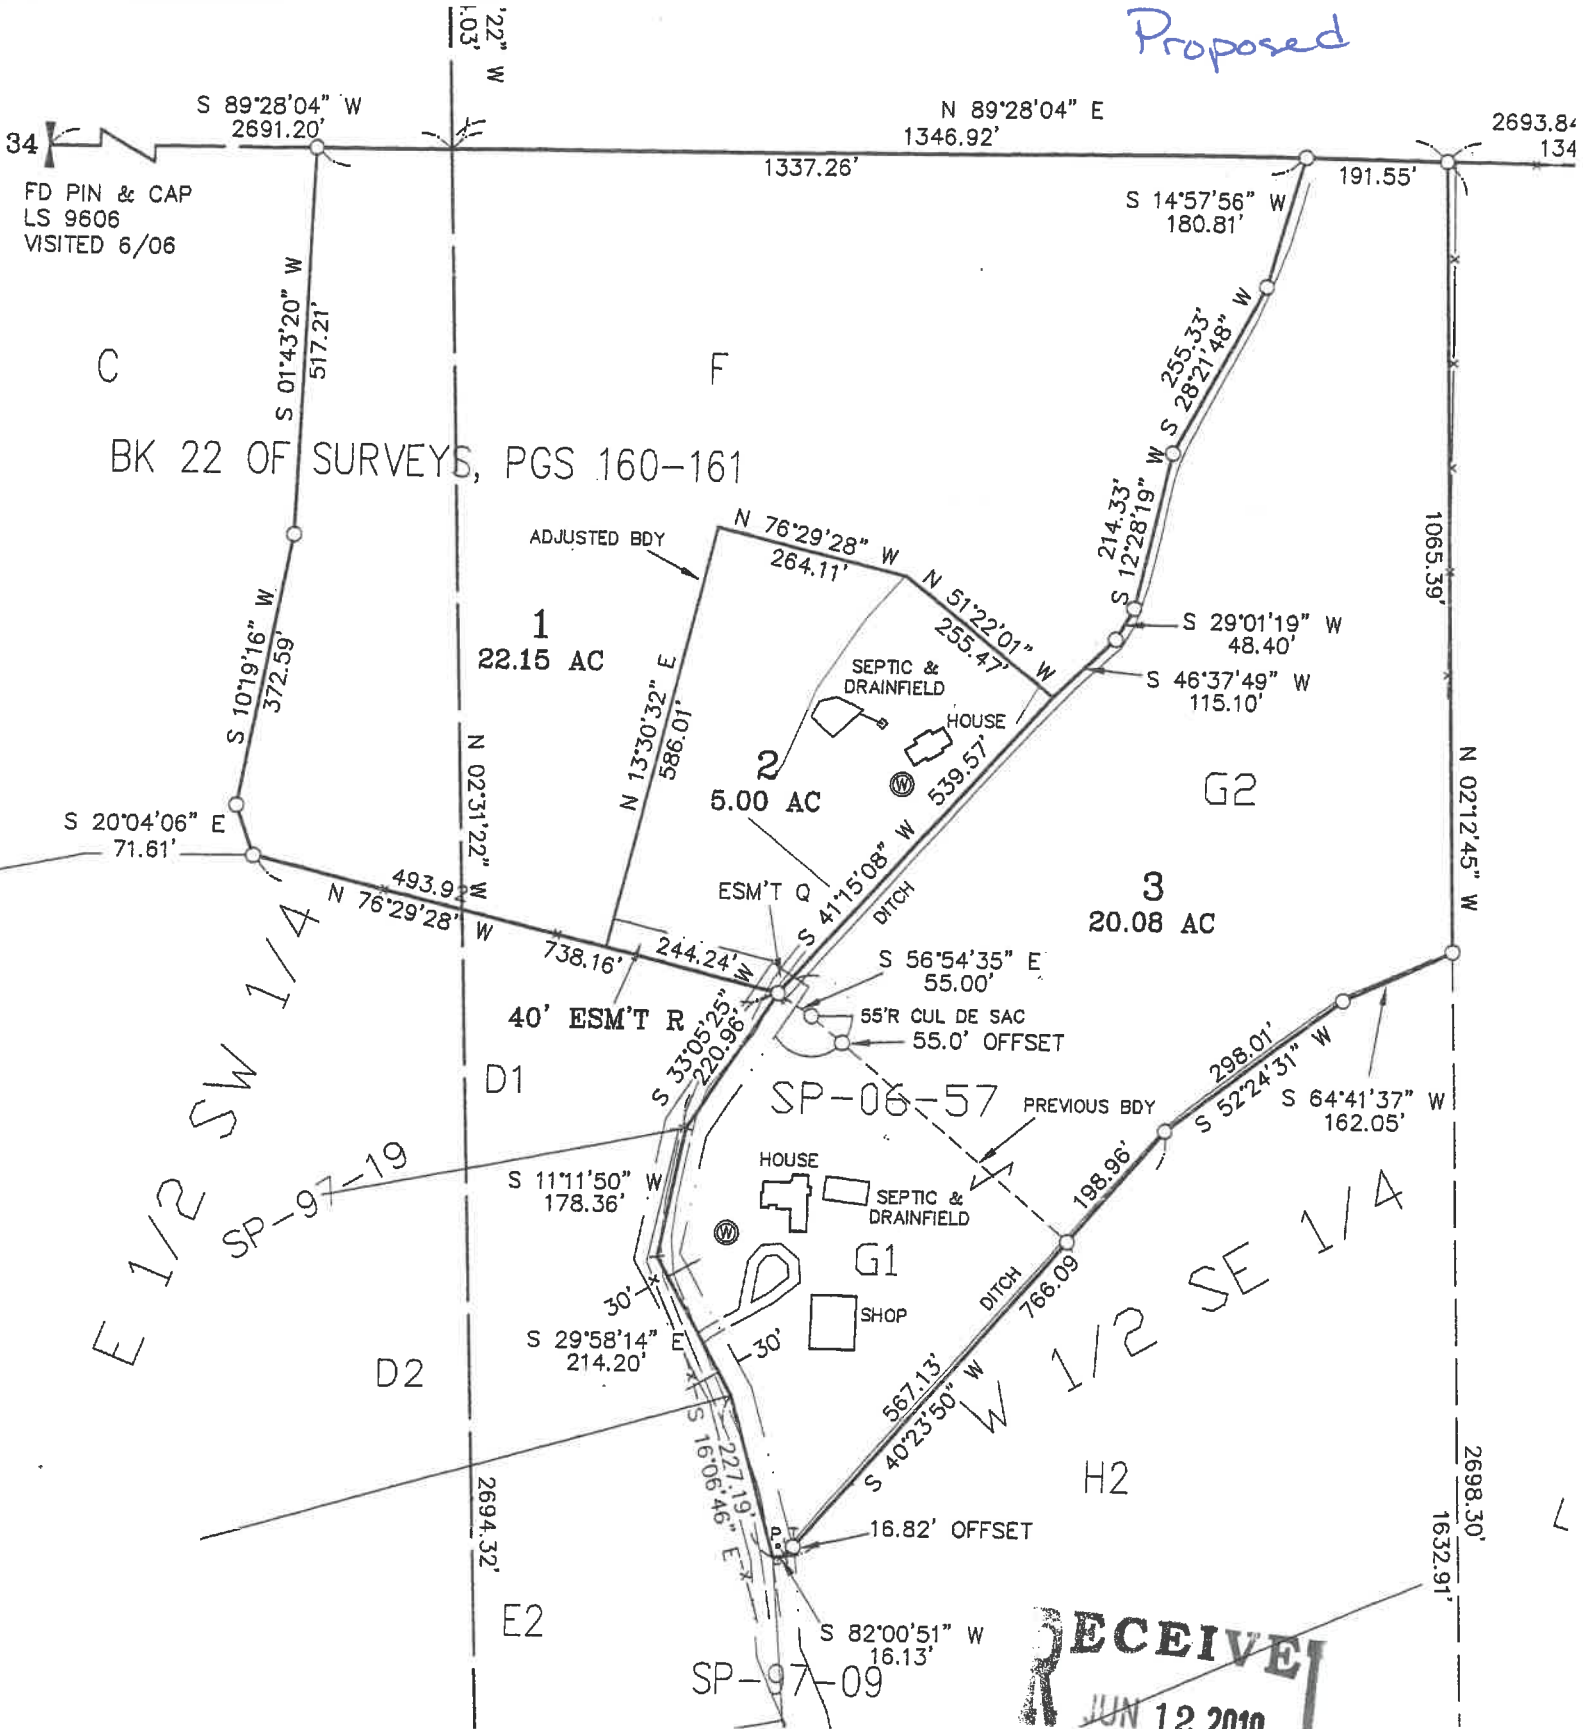 Proposed
'22" W
1.03'
S 89°28'04" W
2691.20'
N 89°28'04" E
1346.92'
1337.26'
2693.84
134
191.55'
34
FD PIN & CAP
LS 9606
VISITED 6/06
S 14°57'56" W
180.81'
S 01°43'20" W
517.21'
255.33'
S 28°21'48" W
C
F
BK 22 OF SURVEYS, PGS 160-161
214.33'
S 12°28'19" W
1065.39'
ADJUSTED BDY
N 76°29'28" W
264.11'
N 51°22'01" W
255.47'
S 29°01'19" W
48.40'
S 46°37'49" W
115.10'
1
22.15 AC
S 10°19'16" W
372.59'
N 13°30'32" E
586.01'
SEPTIC &
DRAINFIELD
HOUSE
W
2
5.00 AC
539.57'
S 41°15'08" W
DITCH
G2
N 02°31'22" W
N 02°12'45" W
S 20°04'06" E
71.61'
493.92'
N 76°29'28" W
738.16'
244.24'
ESM'T Q
3
20.08 AC
S 56°54'35" E
55.00'
55'R CUL DE SAC
55.0' OFFSET
40' ESM'T R
S 33°05'25" W
220.96'
E 1/2 SW 1/4
D1
SP-06-57
PREVIOUS BDY
298.01'
S 52°24'31" W
S 64°41'37" W
162.05'
SP-97-19
S 11°11'50" W
178.36'
HOUSE
SEPTIC &
DRAINFIELD
W
198.96'
G1
SHOP
DITCH
766.09
W 1/2 SE 1/4
30'
30'
S 29°58'14" E
214.20'
D2
567.13'
S 40°23'50" W
227.19'
S 16°06'46" E
H2
2694.32'
2698.30'
1632.91'
16.82' OFFSET
E2
S 82°00'51" W
16.13'
SP-97-09
RECEIVE
JUN 12 2010